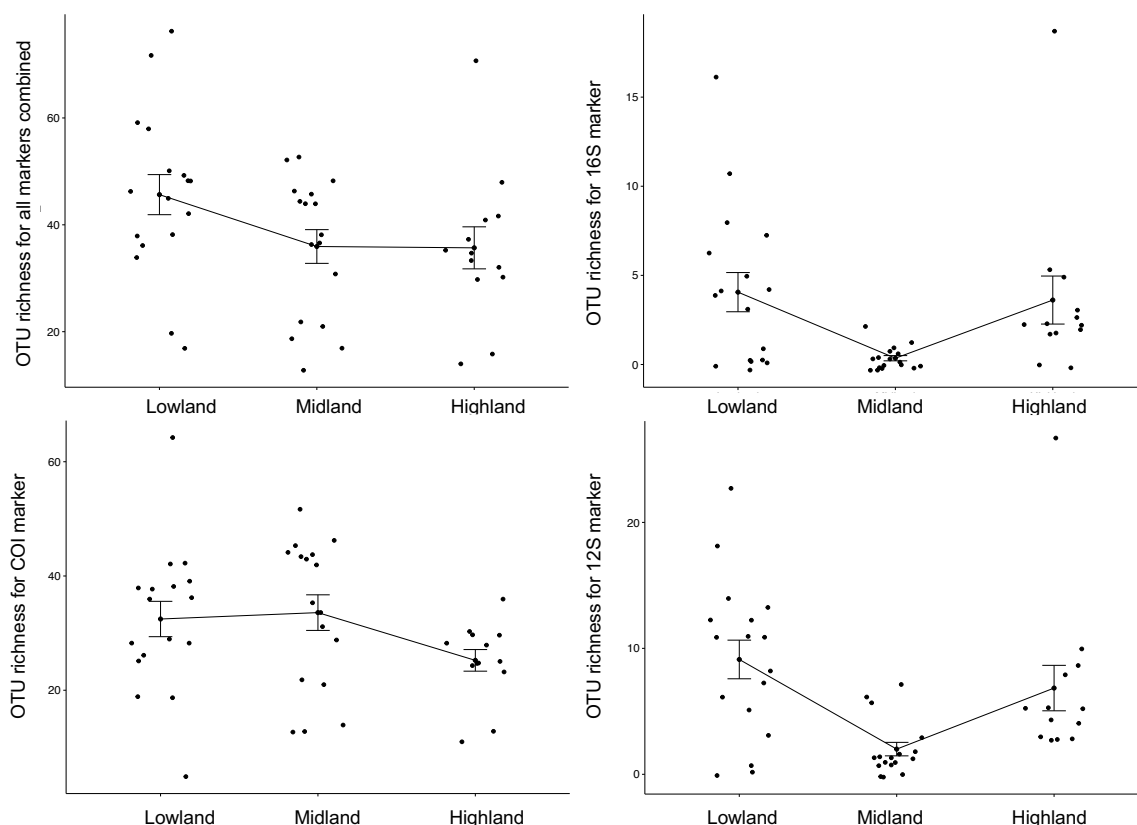 OTU richness for all markers combined
60
40
20
Lowland
Midland
Highland
OTU richness for 16S marker
15
10
5
0
Lowland
Midland
Highland
OTU richness for COI marker
60
40
20
Lowland
Midland
Highland
OTU richness for 12S marker
20
10
0
Lowland
Midland
Highland